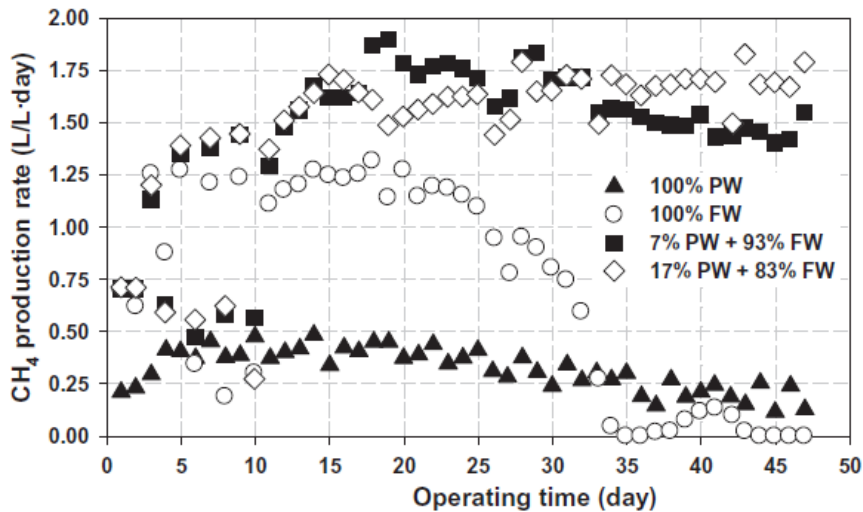 CH4 production rate (L/L·day)
2.00
1.75
1.50
1.25
1.00
0.75
0.50
0.25
0.00
100% PW
100% FW
7% PW + 93% FW
17% PW + 83% FW
0 5 10 15 20 25 30 35 40 45 50
Operating time (day)